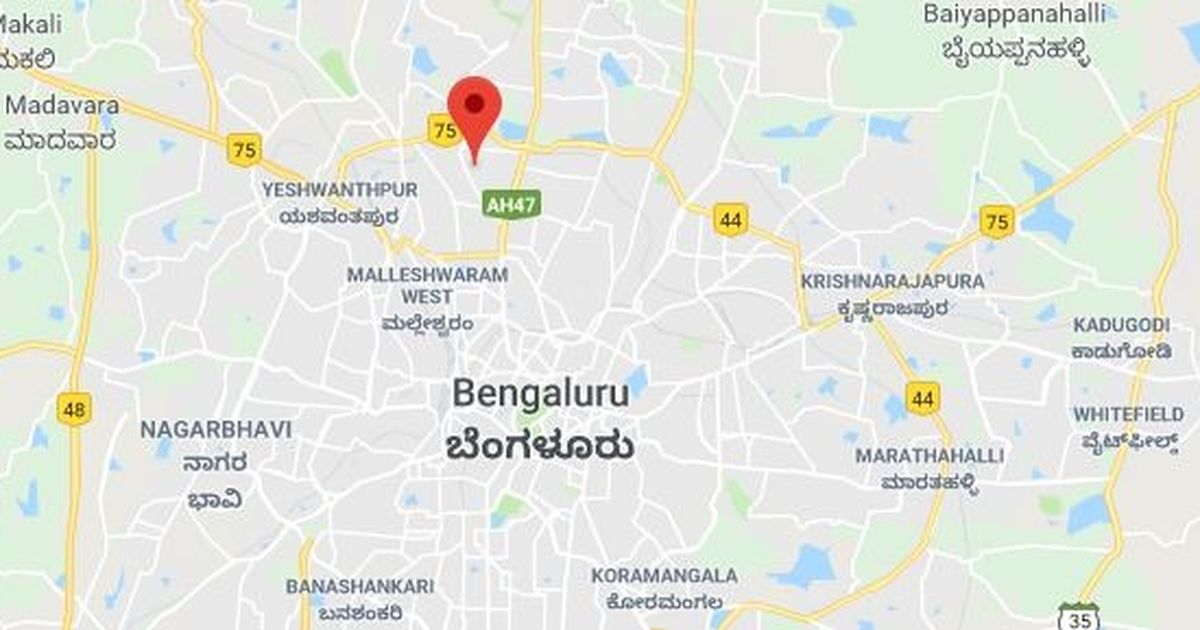 Makali
ಮಕಲಿ
Baiyappanahalli
ಬೈಯಪ್ಪನಹಳ್ಳಿ
Madavara
ಮಾದವಾರ
75
75
YESHWANTHPUR
ಯಶವಂತಪುರ
AH47
44
75
MALLESHWARAM
WEST
ಮಲ್ಲೇಶ್ವರಂ
KRISHNARAJAPURA
ಕೃಷ್ಣರಾಜಪುರ
KADUGODI
ಕಾಡುಗೋಡಿ
Bengaluru
ಬೆಂಗಳೂರು
48
44
NAGARBHAVI
ನಾಗರ
ಭಾವಿ
WHITEFIELD
ವೈಟ್‌ಫೀಲ್ಡ್
MARATHAHALLI
ಮಾರತಹಳ್ಳಿ
BANASHANKARI
ಬನಶಂಕರಿ
KORAMANGALA
ಕೋರಮಂಗಲ
35